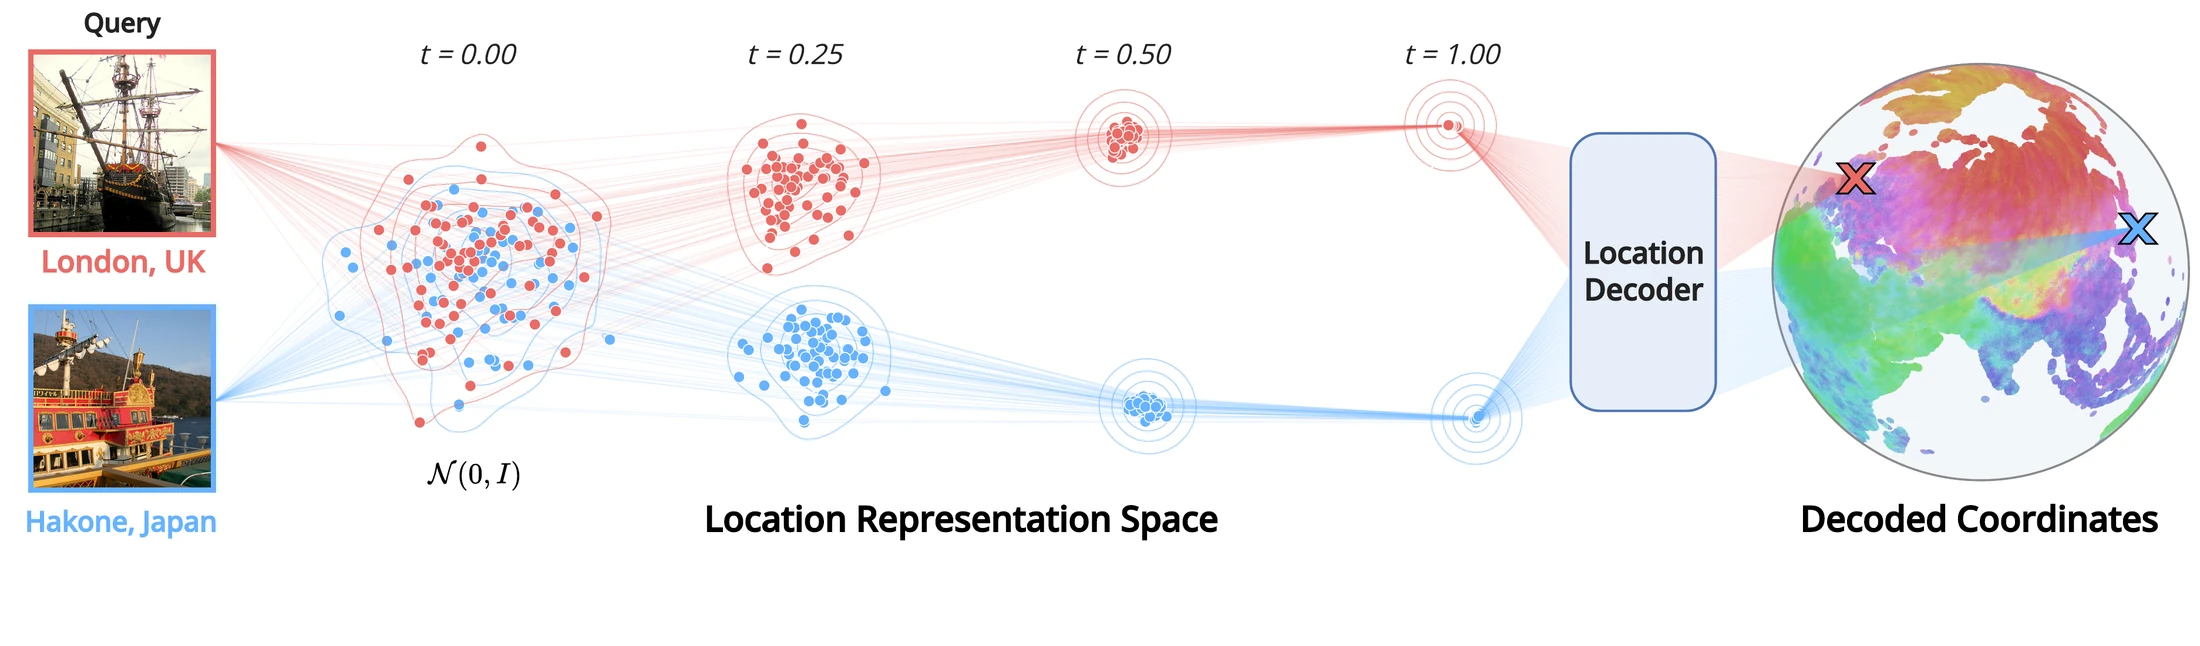 Query
t = 0.00
t = 0.25
t = 0.50
t = 1.00
London, UK
Hakone, Japan
𝒩(0, I)
Location
Decoder
Location Representation Space
Decoded Coordinates